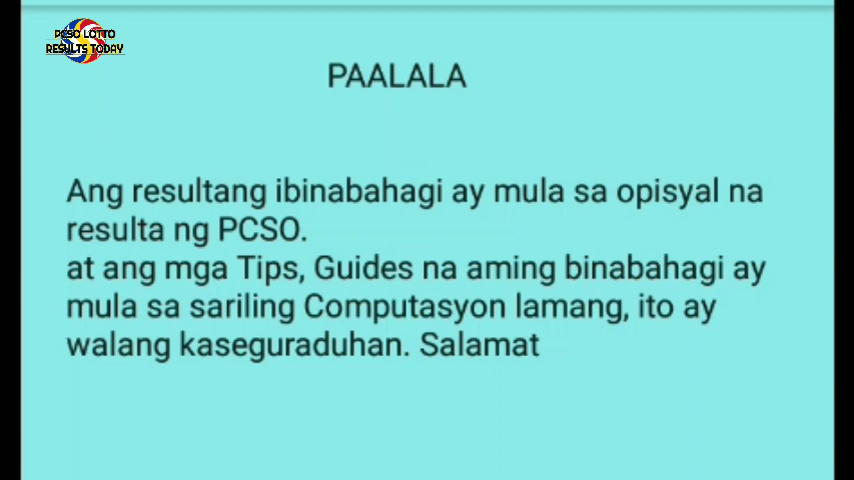 PCSO LOTTO
RESULTS TODAY
PAALALA
Ang resultang ibinabahagi ay mula sa opisyal na
resulta ng PCSO.
at ang mga Tips, Guides na aming binabahagi ay
mula sa sariling Computasyon lamang, ito ay
walang kaseguraduhan. Salamat